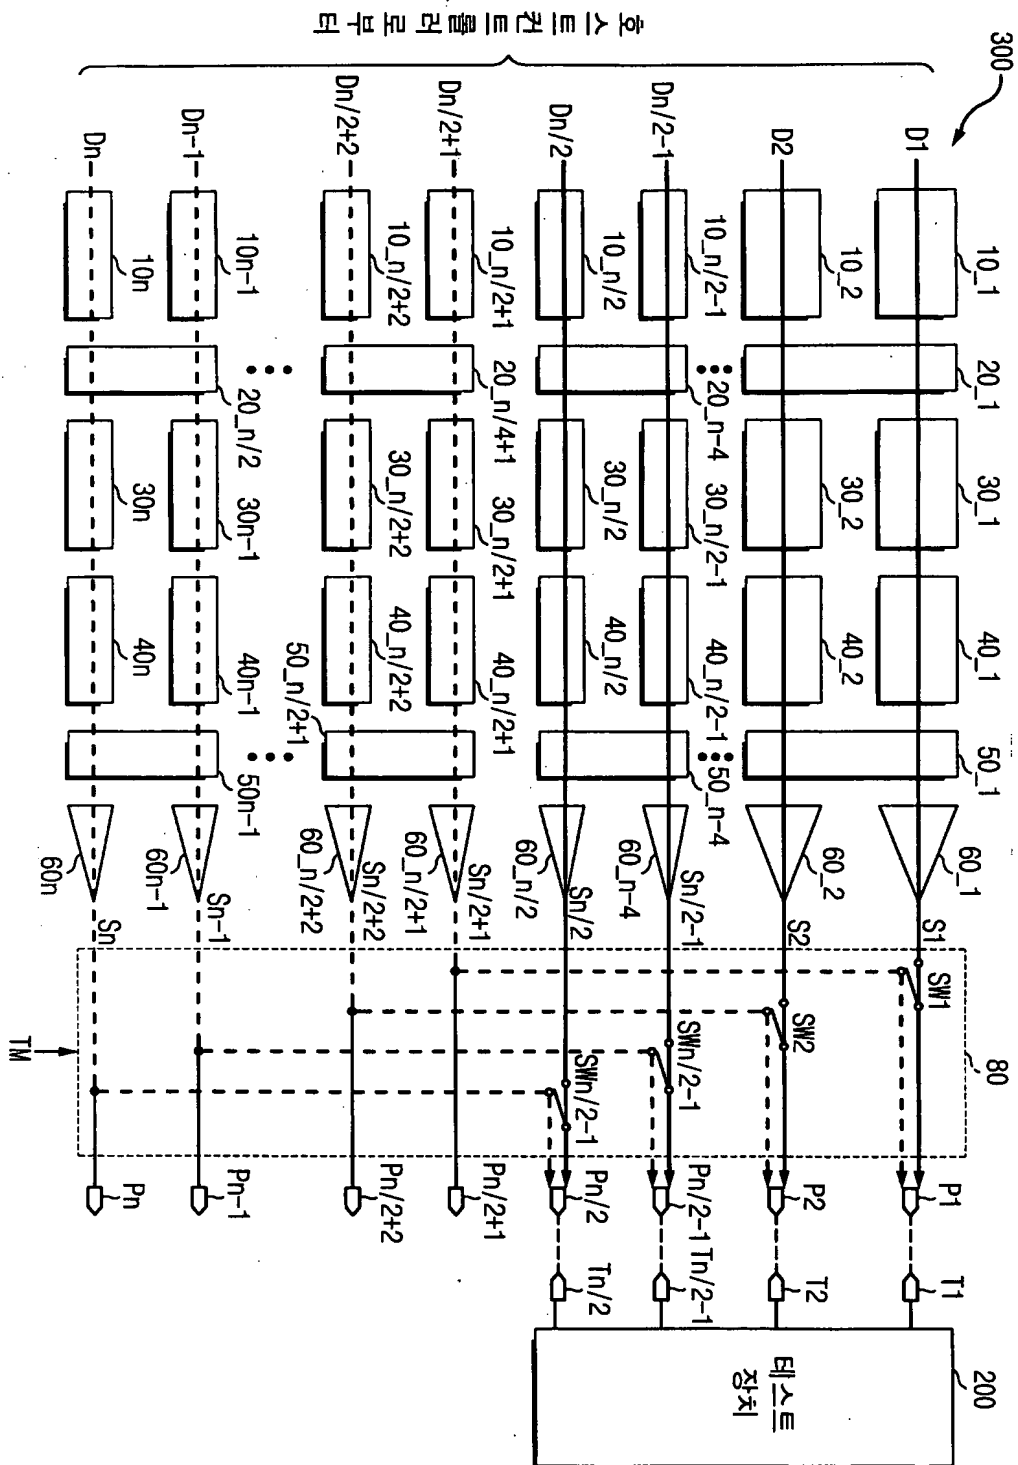 300
호스트컨트롤러로부터
D1
10_1
20_1
30_1
40_1
50_1
60_1
S1
SW1
80
P1
T1
200
D2
10_2
30_2
40_2
60_2
S2
SW2
P2
T2
테스트
장치
Dn/2-1
10_n/2-1
20_n-4
30_n/2-1
40_n/2-1
50_n-4
60_n-4
Sn/2-1
SWn/2-1
Pn/2-1
Tn/2-1
Dn/2
10_n/2
30_n/2
40_n/2
60_n/2
Sn/2
SWn/2-1
Pn/2
Tn/2
Dn/2+1
10_n/2+1
20_n/4+1
30_n/2+1
40_n/2+1
50_n/2+1
60_n/2+1
Sn/2+1
Pn/2+1
Dn/2+2
10_n/2+2
30_n/2+2
40_n/2+2
60_n/2+2
Sn/2+2
Pn/2+2
Dn-1
10n-1
20_n/2
30n-1
40n-1
50n-1
60n-1
Sn-1
Pn-1
Dn
10n
30n
40n
60n
Sn
Pn
TM